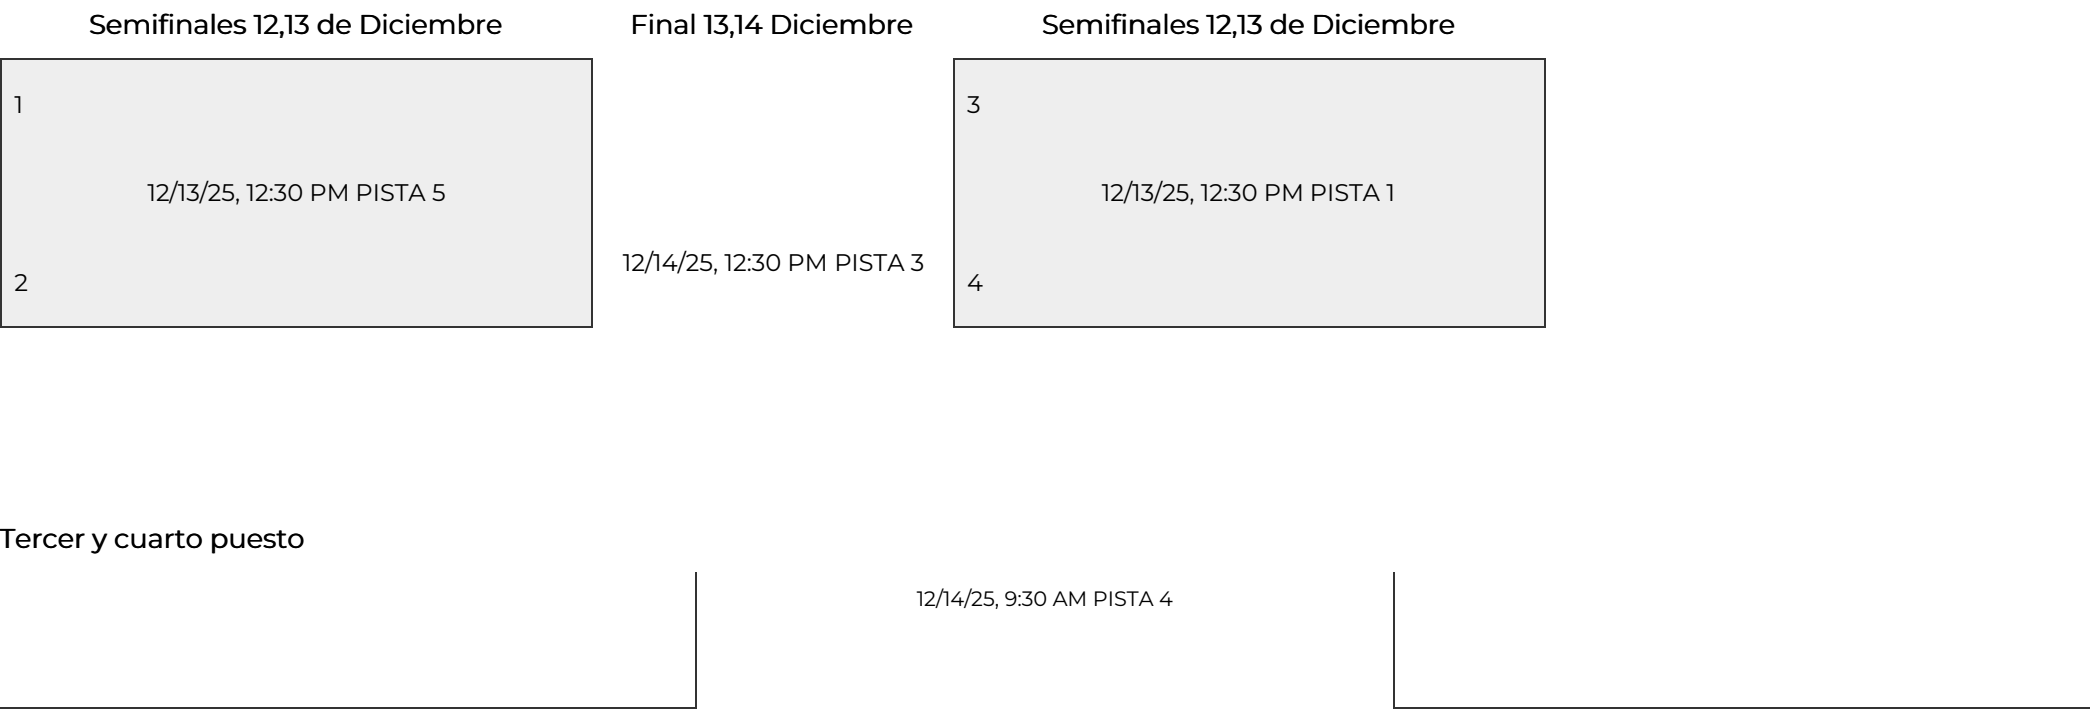 Semifinales 12,13 de Diciembre
Final 13,14 Diciembre
Semifinales 12,13 de Diciembre
1
12/13/25, 12:30 PM PISTA 5
2
12/14/25, 12:30 PM PISTA 3
3
12/13/25, 12:30 PM PISTA 1
4
Tercer y cuarto puesto
12/14/25, 9:30 AM PISTA 4